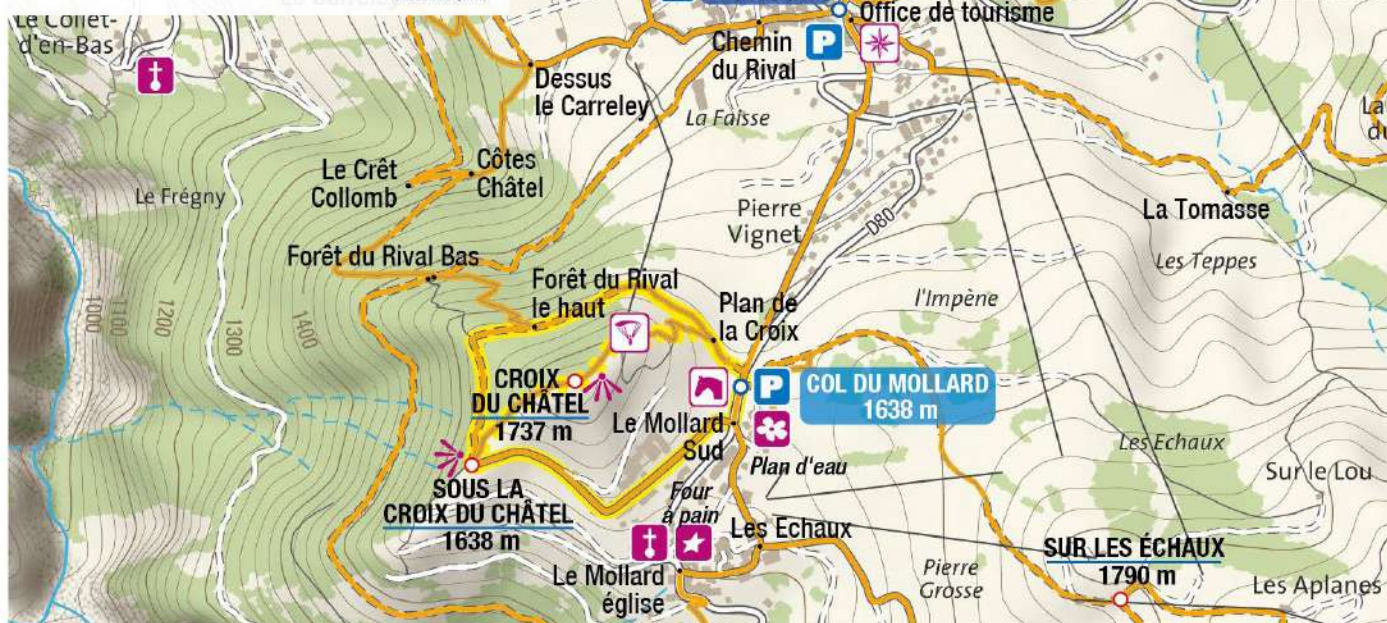 Le Collet-
d'en-Bas
P
Office de tourisme
Chemin
du Rival
Dessus
le Carreley
La Faisse
Le Crêt
Collomb
Côtes
Châtel
Le Frégny
Pierre
Vignet
D80
La Tomasse
Les Teppes
Forêt du Rival Bas
Forêt du Rival
le haut
Plan de
la Croix
l'Impène
1000
1100
1200
1300
1400
CROIX
DU CHÂTEL
1737 m
P
COL DU MOLLARD
1638 m
Le Mollard
Sud
Plan d'eau
Les Echaux
Sur le Lou
SOUS LA
CROIX DU CHÂTEL
1638 m
Four
à pain
Les Echaux
SUR LES ÉCHAUX
1790 m
Le Mollard
église
Pierre
Grosse
Les Aplanes